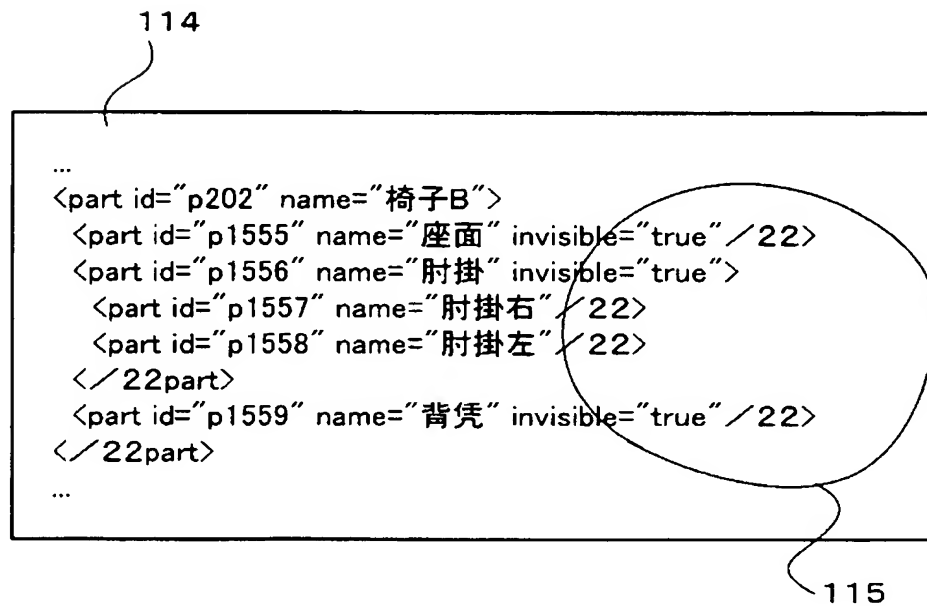 114
...
<part id="p202" name="椅子B">
<part id="p1555" name="座面" invisible="true"／22>
<part id="p1556" name="肘掛" invisible="true">
<part id="p1557" name="肘掛右"／22>
<part id="p1558" name="肘掛左"／22>
<／22part>
<part id="p1559" name="背凭" invisible="true"／22>
<／22part>
...
115